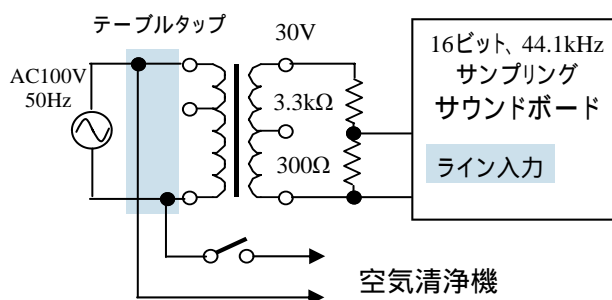 テーブルタップ
AC100V
50Hz
30V
3.3kΩ
300Ω
16ビット、44.1kHz
サンプリング
サウンドボード
ライン入力
空気清浄機